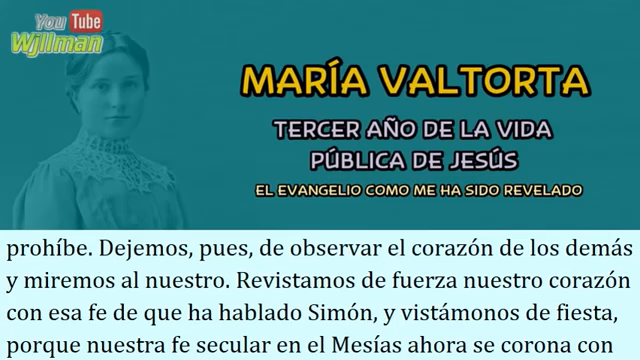 You Tube
Wjllman
MARÍA VALTORTA
TERCER AÑO DE LA VIDA
PÚBLICA DE JESÚS
EL EVANGELIO COMO ME HA SIDO REVELADO
prohíbe. Dejemos, pues, de observar el corazón de los demás
y miremos al nuestro. Revistamos de fuerza nuestro corazón
con esa fe de que ha hablado Simón, y vistámonos de fiesta,
porque nuestra fe secular en el Mesías ahora se corona con